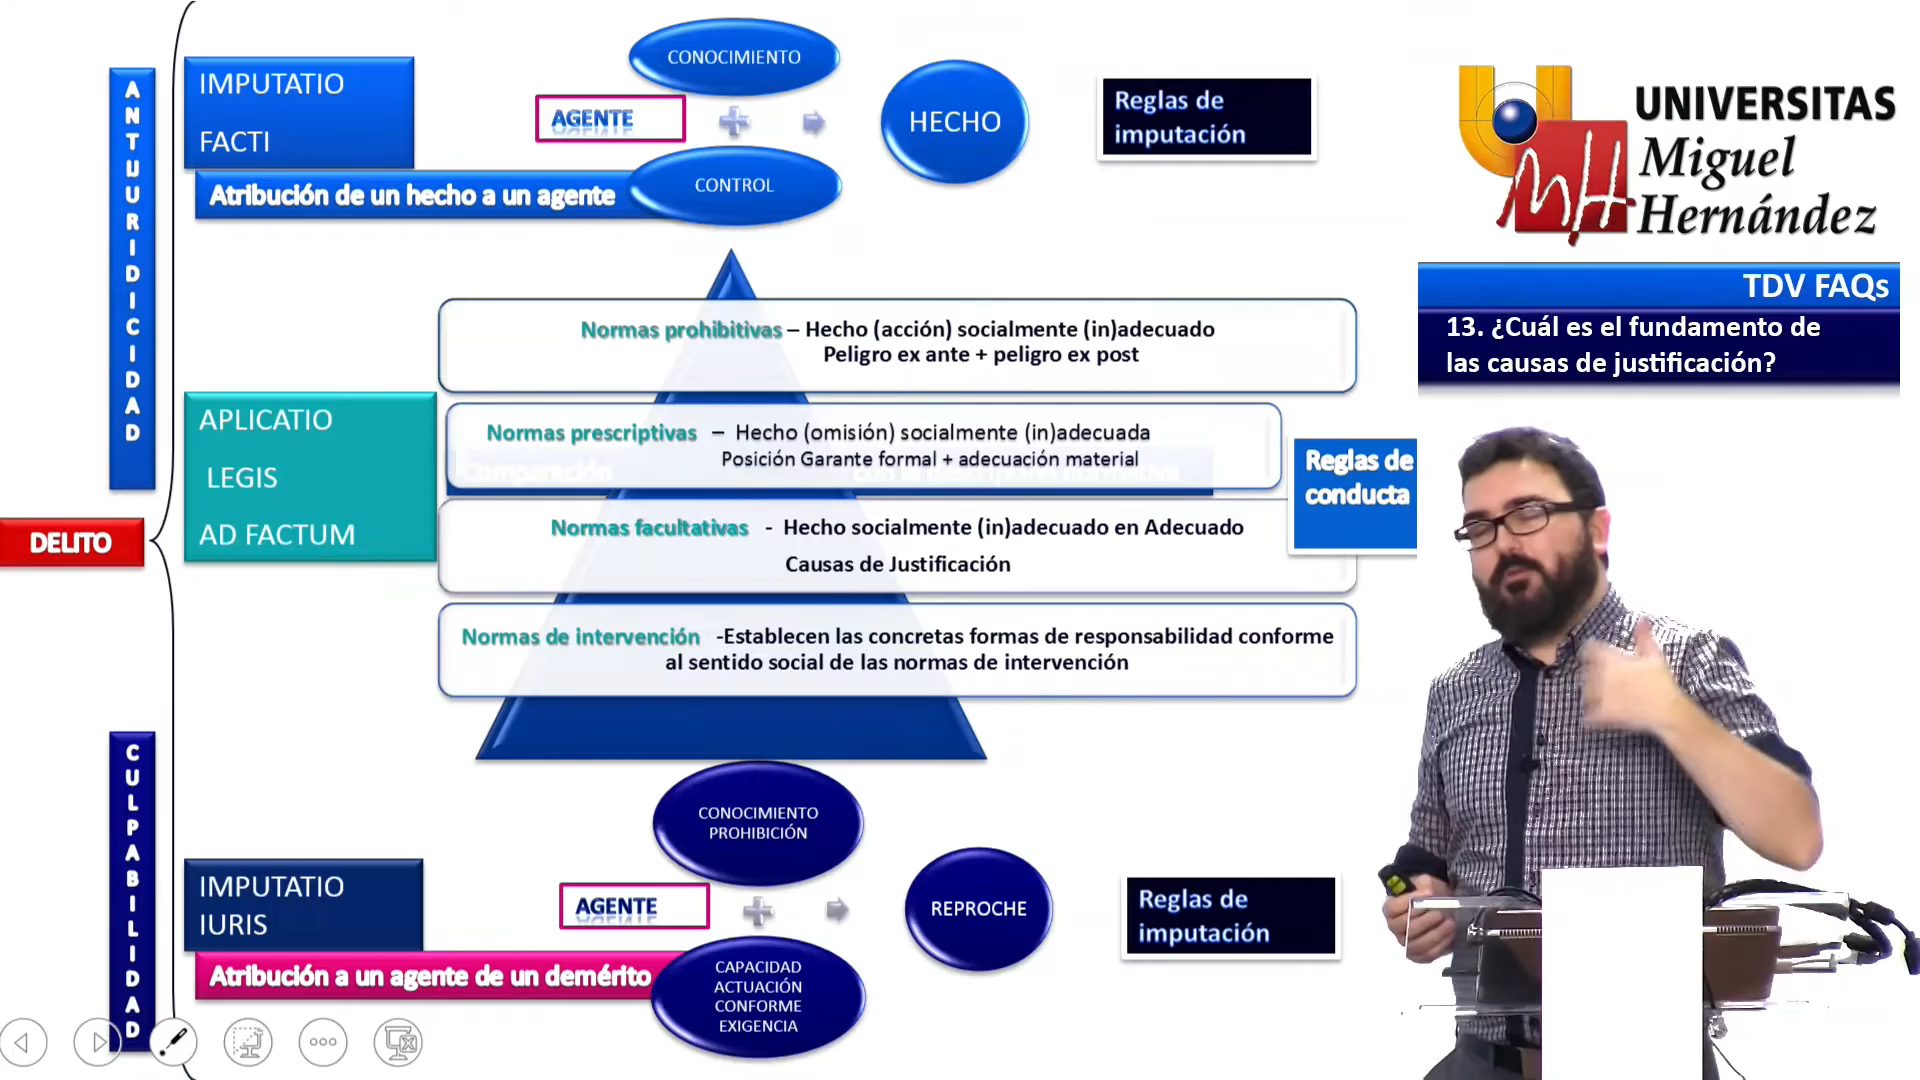 ANTIJURIDICIDAD
IMPUTATIO
FACTI
Atribución de un hecho a un agente
AGENTE
CONOCIMIENTO
CONTROL
HECHO
Reglas de
imputación
UNIVERSITAS
Miguel
Hernández
TDV FAQs
13. ¿Cuál es el fundamento de
las causas de justificación?
Normas prohibitivas – Hecho (acción) socialmente (in)adecuado
Peligro ex ante + peligro ex post
DELITO
APLICATIO
LEGIS
AD FACTUM
Normas prescriptivas – Hecho (omisión) socialmente (in)adecuada
Posición Garante formal + adecuación material
Comparación
Reglas de
conducta
Normas facultativas - Hecho socialmente (in)adecuado en Adecuado
Causas de Justificación
Normas de intervención -Establecen las concretas formas de responsabilidad conforme
al sentido social de las normas de intervención
CULPABILIDAD
IMPUTATIO
IURIS
Atribución a un agente de un demérito
AGENTE
CONOCIMIENTO
PROHIBICIÓN
CAPACIDAD
ACTUACIÓN
CONFORME
EXIGENCIA
REPROCHE
Reglas de
imputación